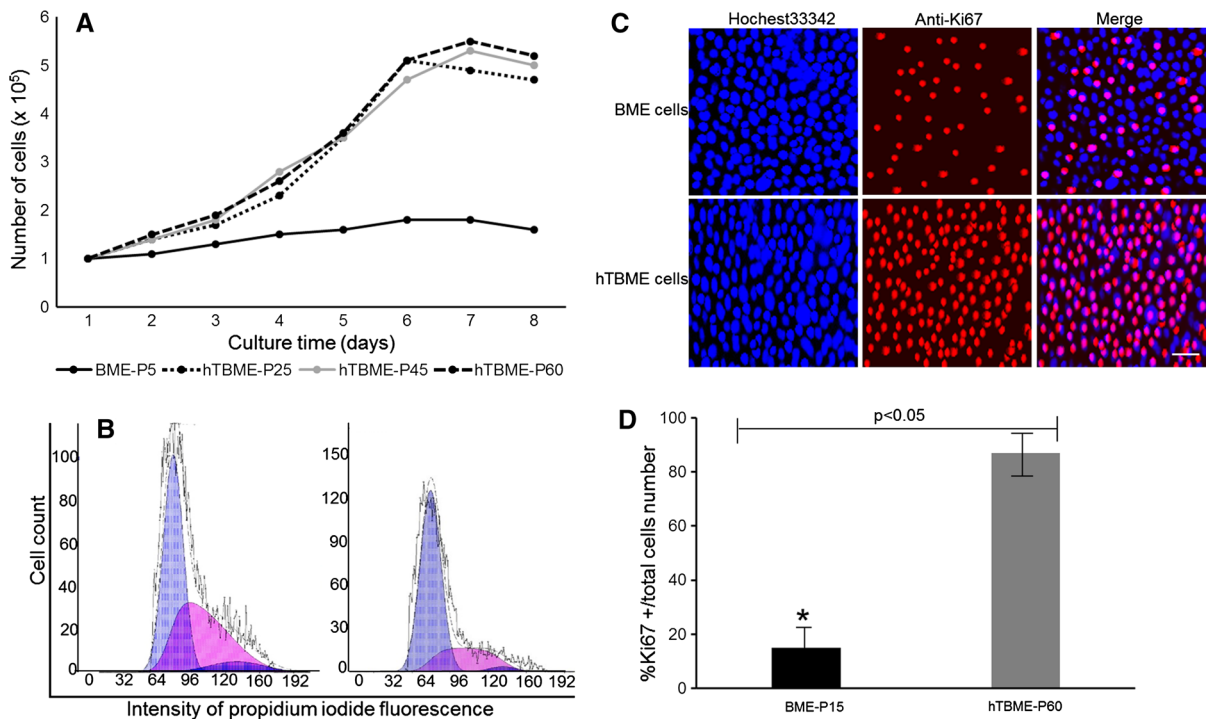 A
Number of cells (x 10⁵)
6
5
4
3
2
1
0
1 2 3 4 5 6 7 8
Culture time (days)
BME-P5 hTBME-P25 hTBME-P45 hTBME-P60
B
Cell count
100
80
60
40
20
0
0 32 64 96 120 160 192
150
120
90
60
30
0
0 32 64 96 120 160 192
Intensity of propidium iodide fluorescence
C
Hochest33342 Anti-Ki67 Merge
BME cells
hTBME cells
D
%Ki67 +/total cells number
100
80
60
40
20
0
p<0.05
*
BME-P15 hTBME-P60